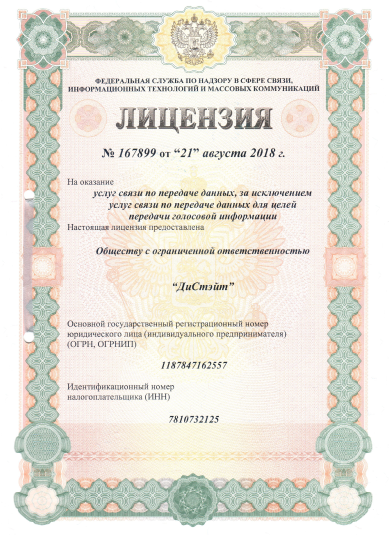 ФЕДЕРАЛЬНАЯ СЛУЖБА ПО НАДЗОРУ В СФЕРЕ СВЯЗИ,
ИНФОРМАЦИОННЫХ ТЕХНОЛОГИЙ И МАССОВЫХ КОММУНИКАЦИЙ
ЛИЦЕНЗИЯ
№ 167899 от “21” августа 2018 г.
На оказание
услуг связи по передаче данных, за исключением
услуг связи по передаче данных для целей
передачи голосовой информации
Настоящая лицензия предоставлена
Обществу с ограниченной ответственностью
“ДиСтэйт”
Основной государственный регистрационный номер
юридического лица (индивидуального предпринимателя)
(ОГРН, ОГРНИП)
1187847162557
Идентификационный номер
налогоплательщика (ИНН)
7810732125